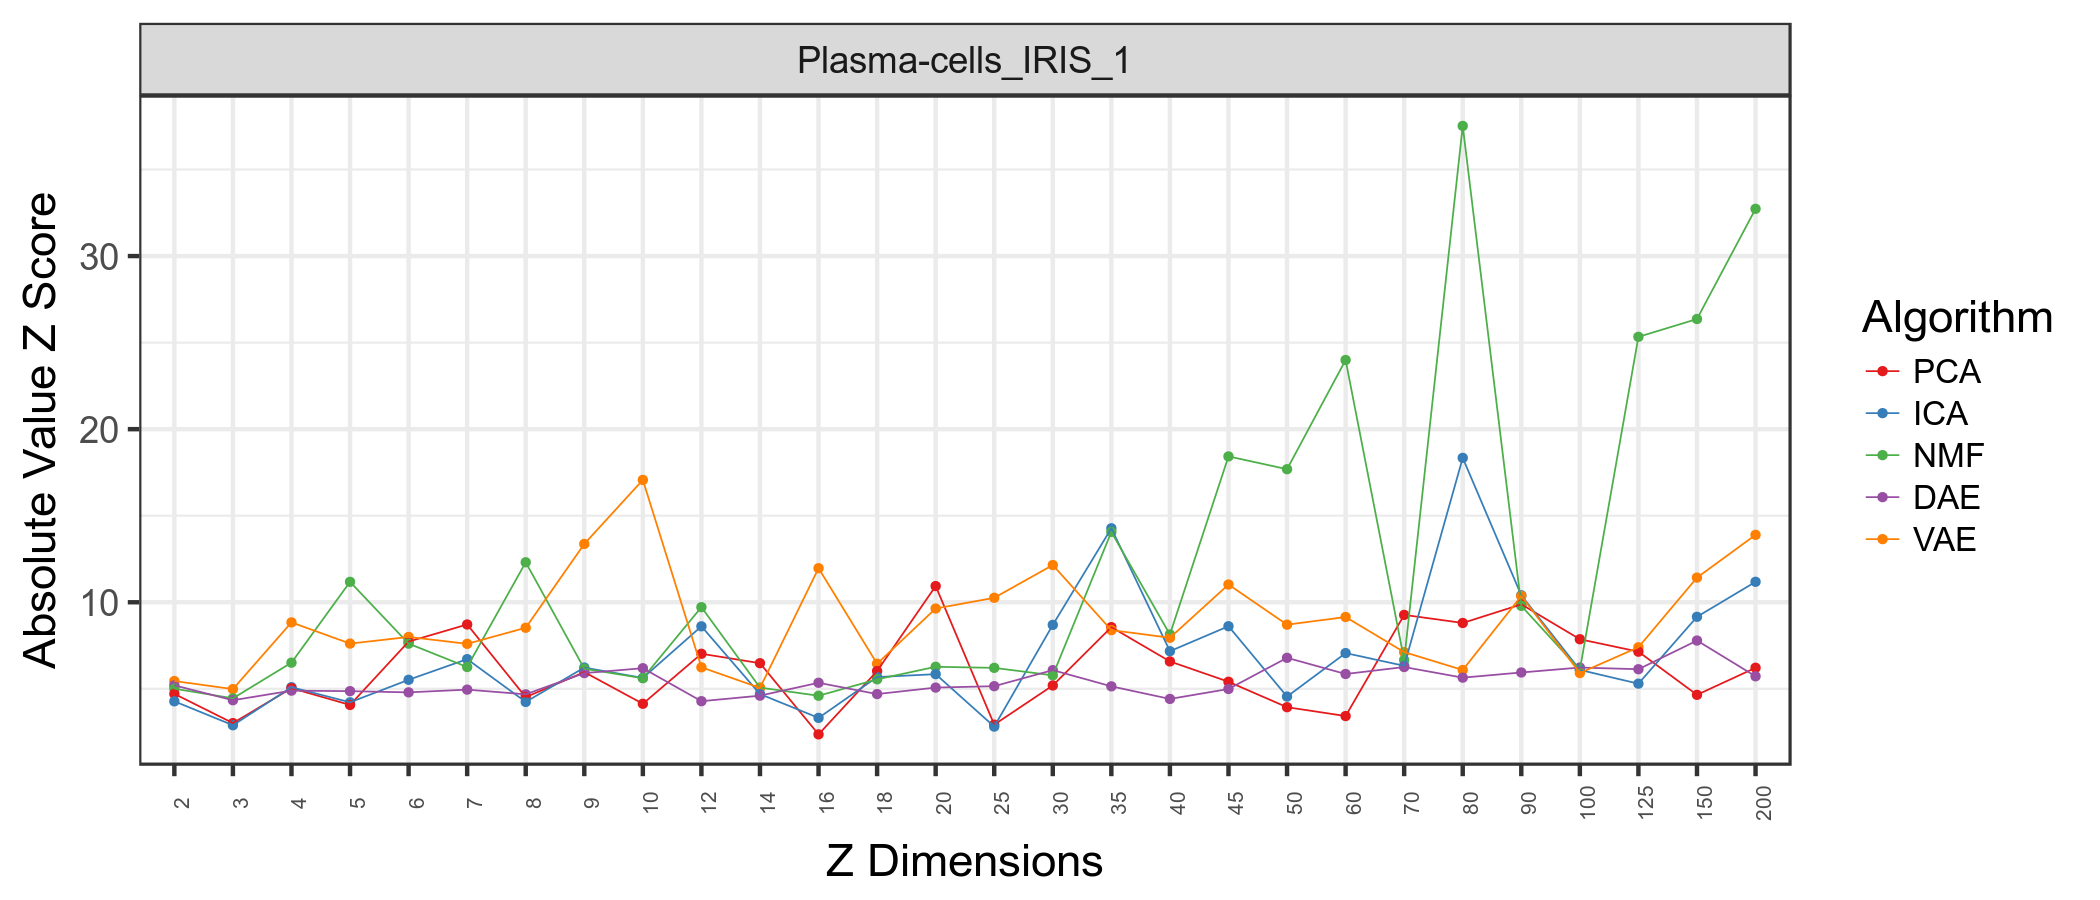 Plasma-cells_IRIS_1
Absolute Value Z Score
30
20
10
2 3 4 5 6 7 8 9 10 12 14 16 18 20 25 30 35 40 45 50 60 70 80 90 100 125 150 200
Z Dimensions
Algorithm
PCA
ICA
NMF
DAE
VAE